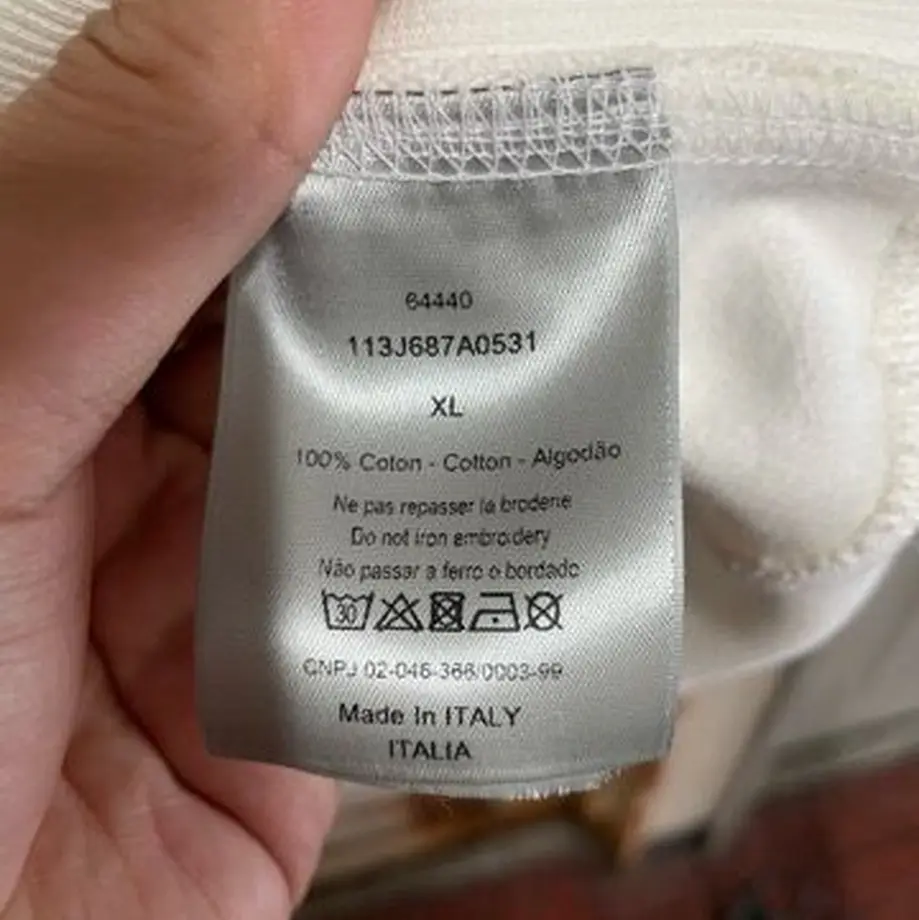 64440
113J687A0531
XL
100% Coton - Cotton - Algodão
Ne pas repasser la broderie
Do not iron embroidery
Não passar a ferro o bordado
30
CNPJ 02-046-366/0003-99
Made In ITALY
ITALIA